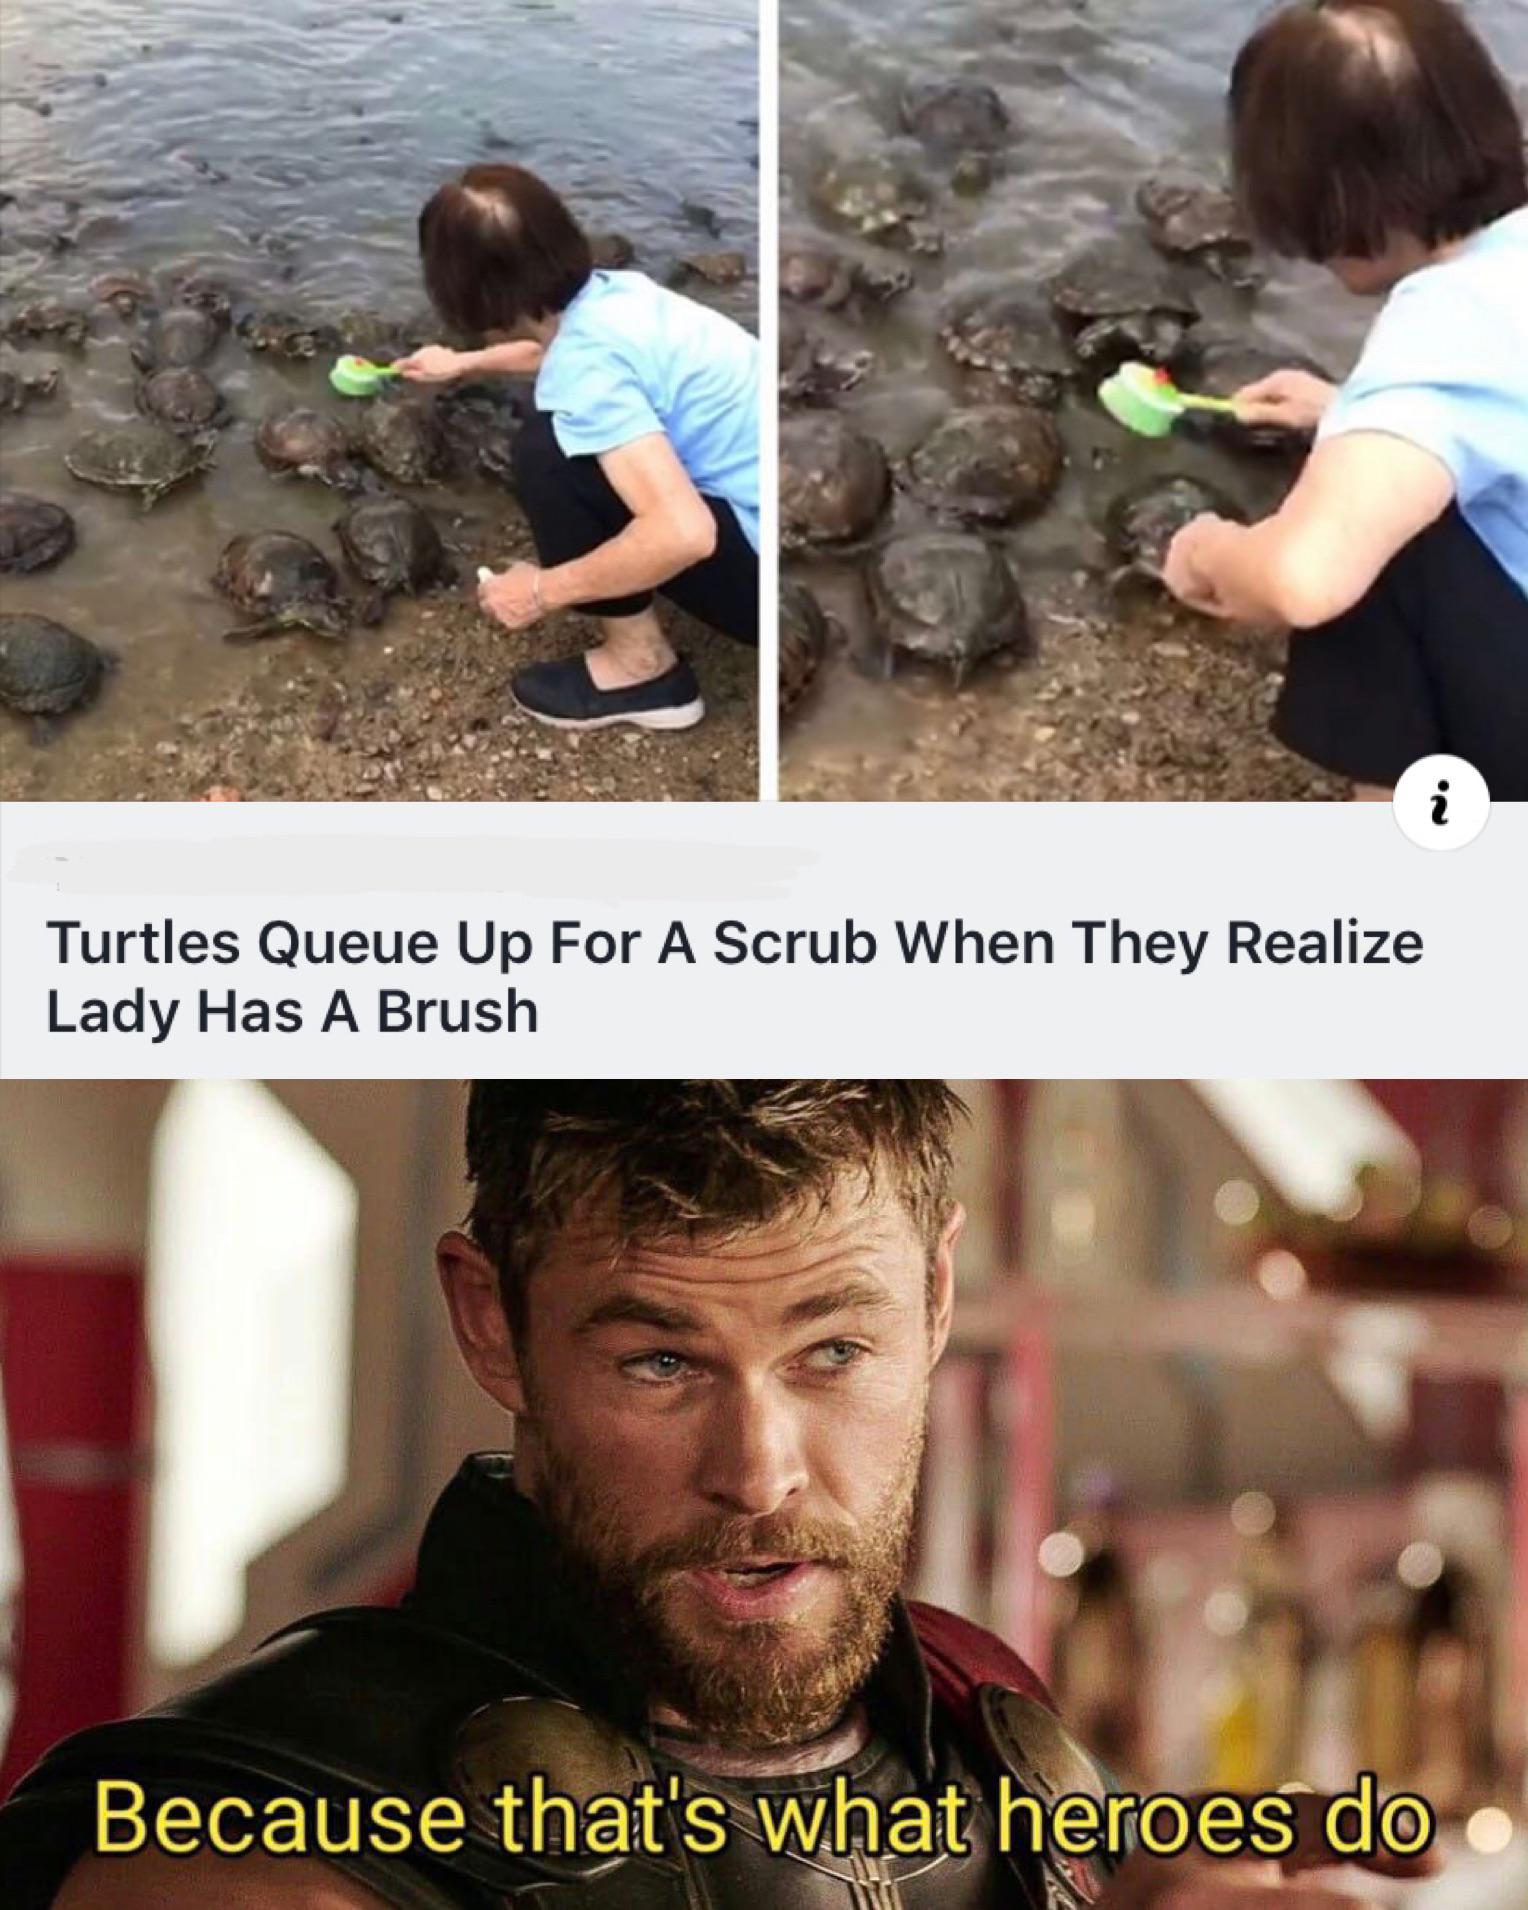 Turtles Queue Up For A Scrub When They Realize
Lady Has A Brush
Because that's what heroes do